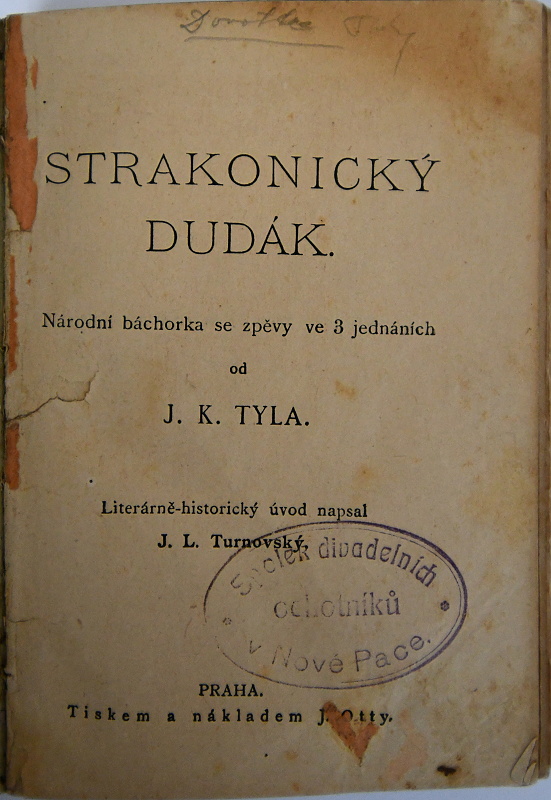 Dorothea
STRAKONICKÝ
DUDÁK.
Národní báchorka se zpěvy ve 3 jednáních
od
J. K. TYLA.
Literárně-historický úvod napsal
J. L. Turnovský.
Spolek divadelních
ochotníků
v Nové Pace.
PRAHA.
Tiskem a nákladem J. Otty.